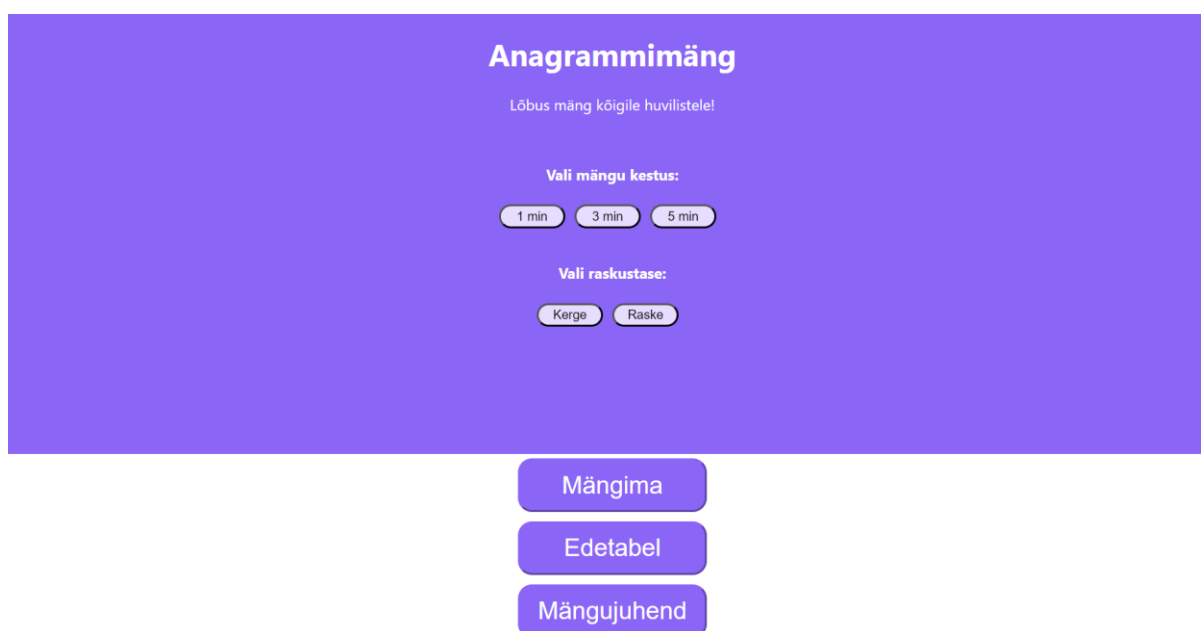 Anagrammimäng
Lõbus mäng kõigile huvilistele!
Vali mängu kestus:
1 min 3 min 5 min
Vali raskustase:
Kerge Raske
Mängima
Edetabel
Mängujuhend